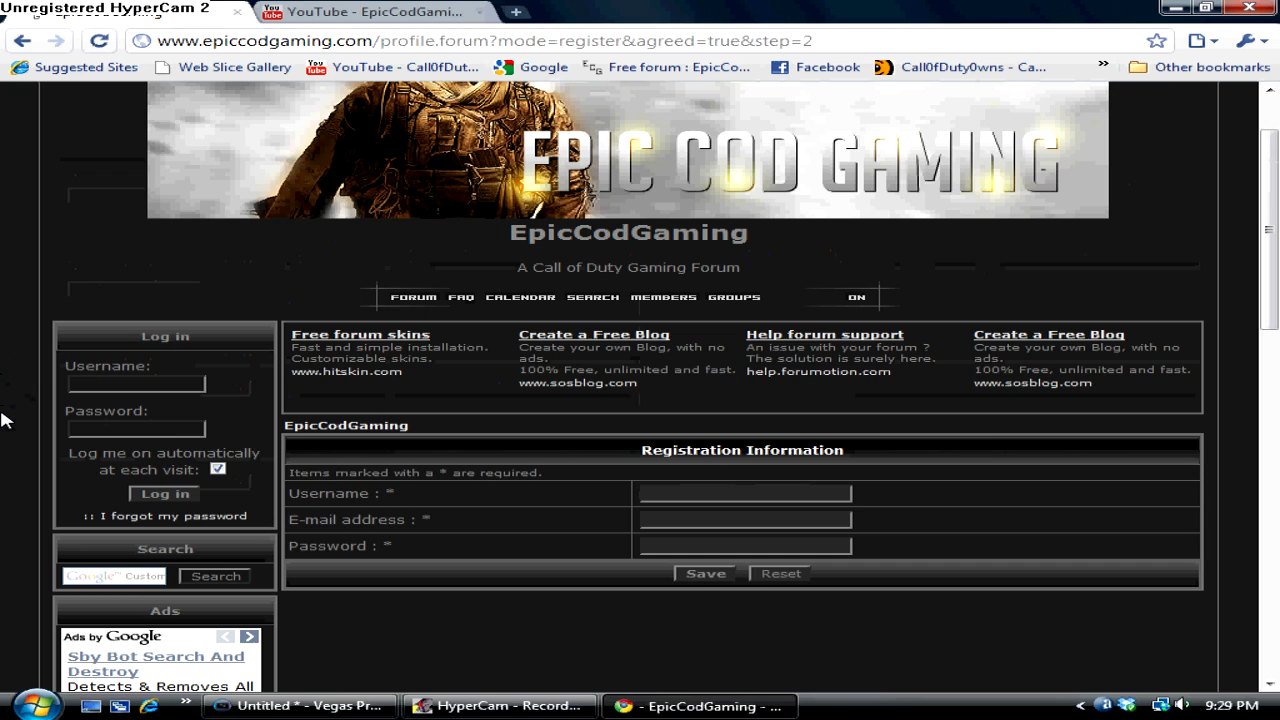 Unregistered HyperCam 2
YouTube - EpicCodGami...
www.epiccodgaming.com/profile.forum?mode=register&agreed=true&step=2
Suggested Sites
Web Slice Gallery
YouTube - Call0fDut...
Google
Free forum : EpicCo...
Facebook
Call0fDuty0wns - Ca...
»
Other bookmarks
EPIC COD GAMING
EpicCodGaming
A Call of Duty Gaming Forum
FORUM FAQ CALENDAR SEARCH MEMBERS GROUPS ON
Log in
Username:
Password:
Log me on automatically
at each visit:
Log in
:: I forgot my password
Search
Google™ Custom
Search
Ads
Ads by Google
Sby Bot Search And
Destroy
Detects & Removes All
Free forum skins
Fast and simple installation.
Customizable skins.
www.hitskin.com
Create a Free Blog
Create your own Blog, with no
ads.
100% Free, unlimited and fast.
www.sosblog.com
Help forum support
An issue with your forum ?
The solution is surely here.
help.forumotion.com
Create a Free Blog
Create your own Blog, with no
ads.
100% Free, unlimited and fast.
www.sosblog.com
EpicCodGaming
Registration Information
Items marked with a * are required.
Username : *
E-mail address : *
Password : *
Save Reset
Untitled * - Vegas Pr...
HyperCam - Record...
- EpicCodGaming - ...
9:29 PM